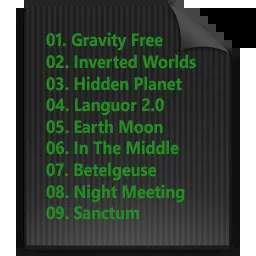 01. Gravity Free
02. Inverted Worlds
03. Hidden Planet
04. Languor 2.0
05. Earth Moon
06. In The Middle
07. Betelgeuse
08. Night Meeting
09. Sanctum